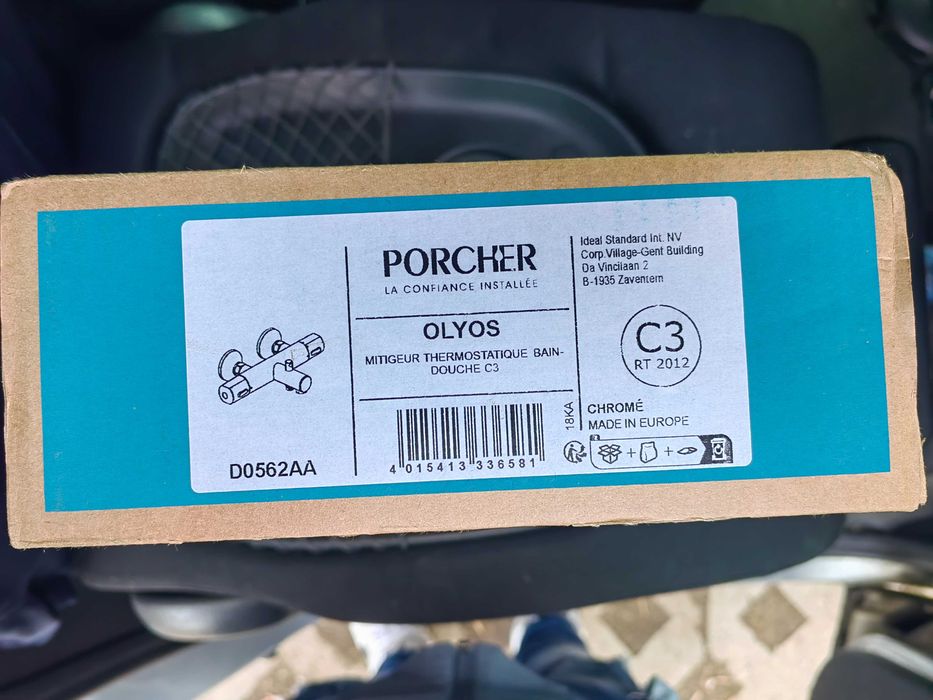 PORCHER
LA CONFIANCE INSTALLÉE
OLYOS
MITIGEUR THERMOSTATIQUE BAIN-
DOUCHE C3
4 015413 336581
D0562AA
Ideal Standard Int. NV
Corp.Village-Gent Building
Da Vincilaan 2
B-1935 Zaventem
C3
RT 2012
18KA
CHROMÉ
MADE IN EUROPE
+ +